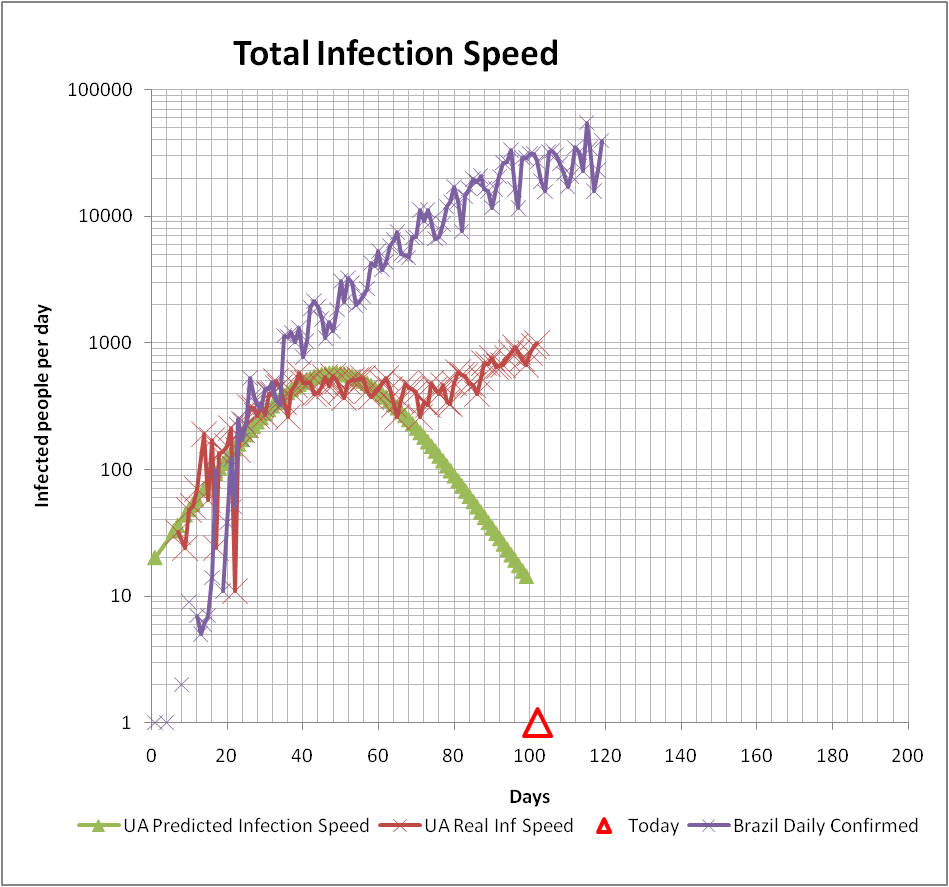 Total Infection Speed
100000
10000
1000
100
10
1
Infected people per day
0 20 40 60 80 100 120 140 160 180 200
Days
UA Predicted Infection Speed UA Real Inf Speed Today Brazil Daily Confirmed